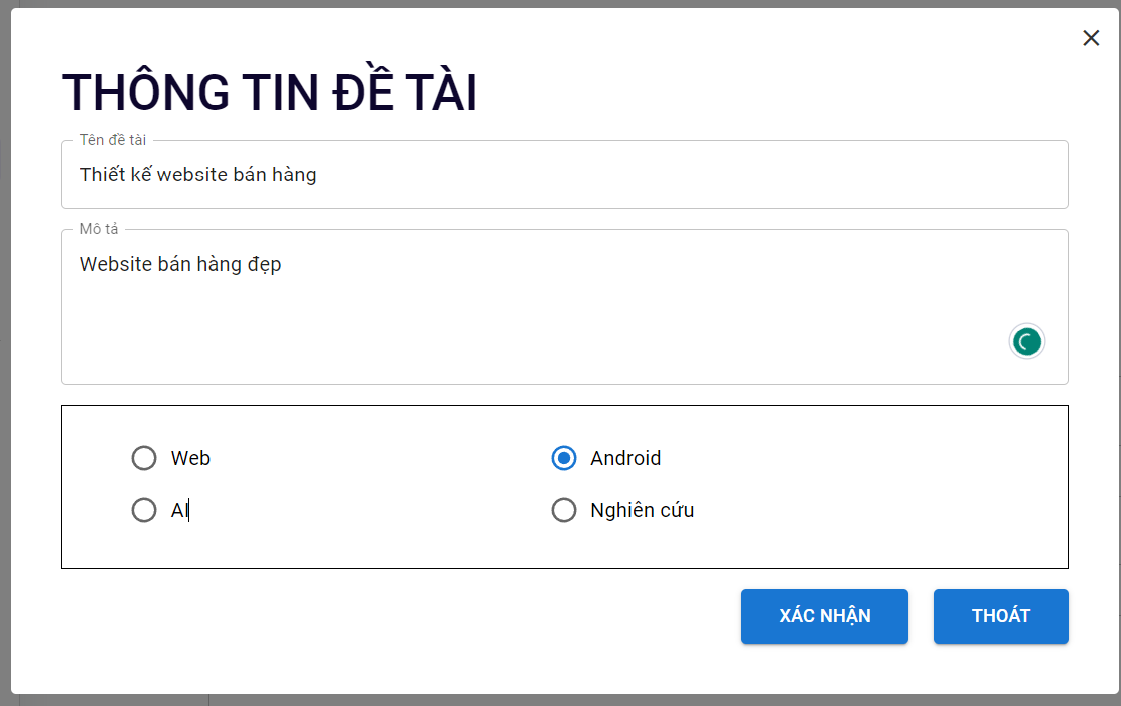 THÔNG TIN ĐỀ TÀI
Tên đề tài
Thiết kế website bán hàng
Mô tả
Website bán hàng đẹp
Web Android
AI Nghiên cứu
XÁC NHẬN THOÁT